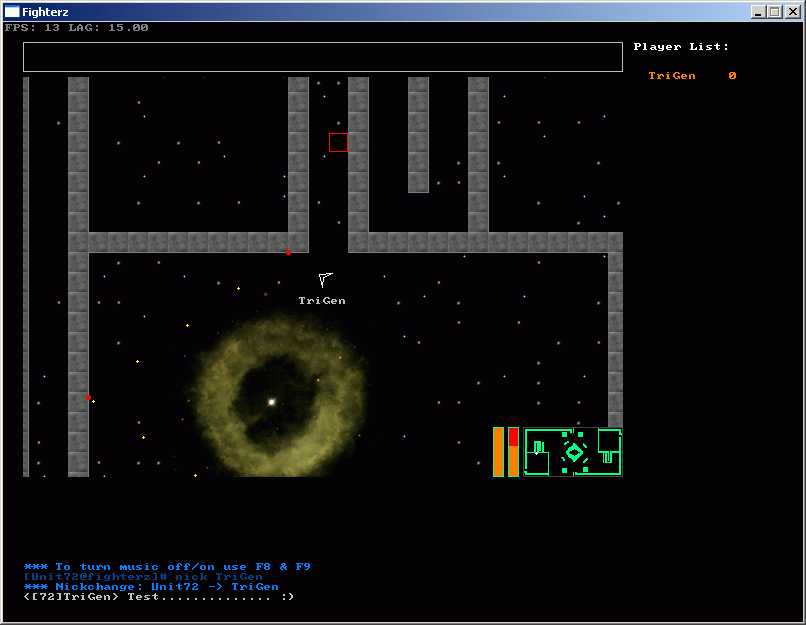 Fighterz
FPS: 13 LAG: 15.00
Player List:
TriGen 0
TriGen
*** To turn music off/on use F8 & F9
[Unit72@fighterz]# nick TriGen
*** Nickchange: Unit72 -> TriGen
<[72]TriGen> Test.............. :)